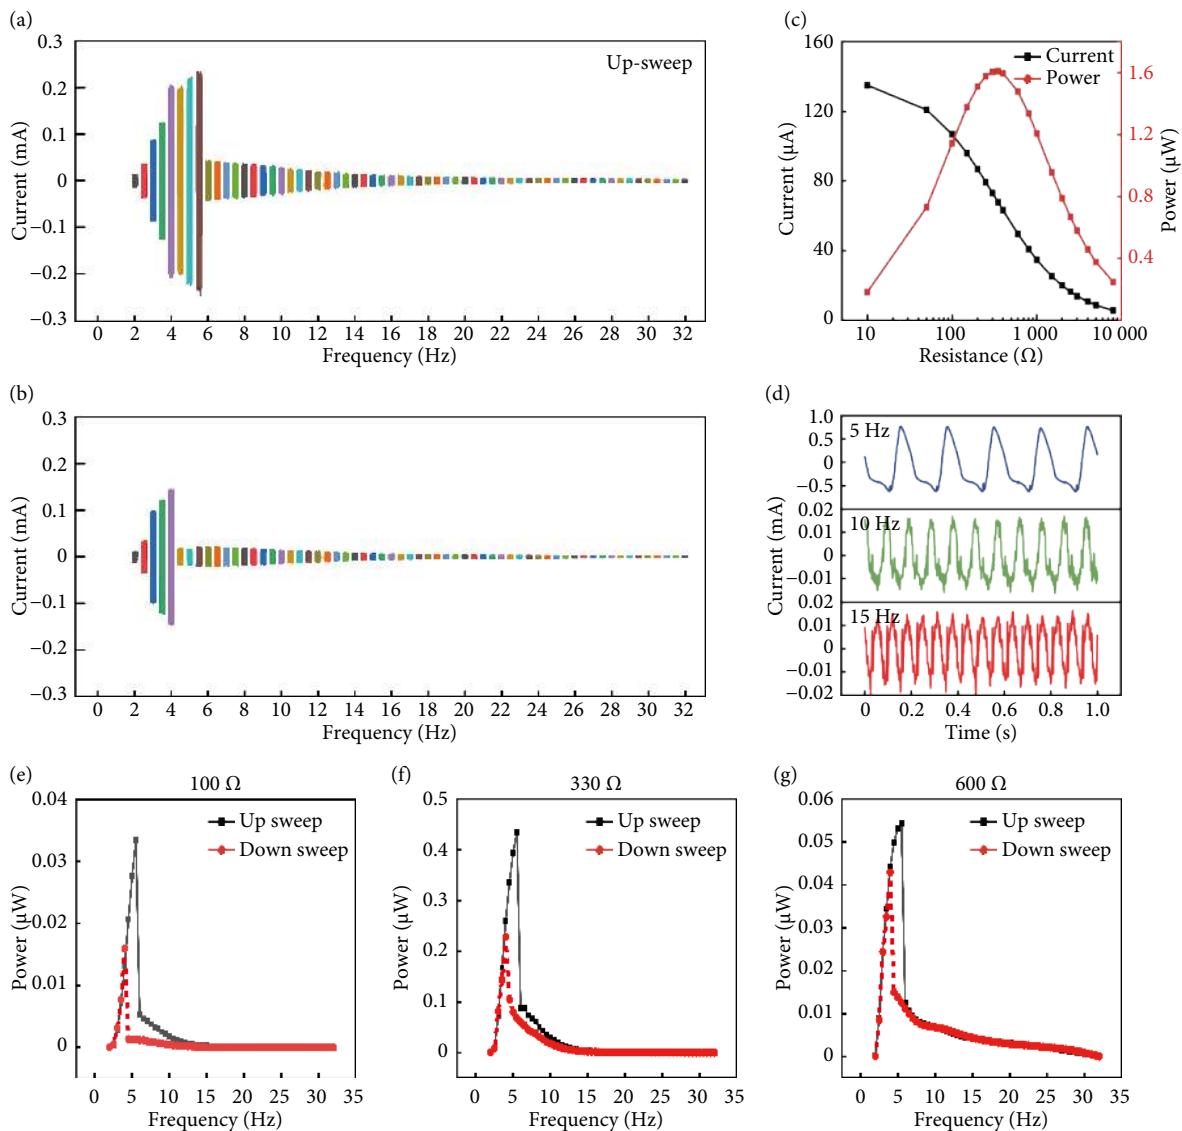 (a)
0.3
0.2
0.1
0
−0.1
−0.2
−0.3
Current (mA)
Up-sweep
0 2 4 6 8 10 12 14 16 18 20 22 24 26 28 30 32
Frequency (Hz)
(c)
160
120
80
40
0
Current (μA)
Current
Power
1.6
1.2
0.8
0.4
Power (μW)
10 100 1 000 10 000
Resistance (Ω)
(b)
0.3
0.2
0.1
0
−0.1
−0.2
−0.3
Current (mA)
0 2 4 6 8 10 12 14 16 18 20 22 24 26 28 30 32
Frequency (Hz)
(d)
1.0
0.5
0
−0.5
5 Hz
0.02
0.01
0
−0.01
10 Hz
0.02
0.01
0
−0.01
−0.02
15 Hz
Current (mA)
0 0.2 0.4 0.6 0.8 1.0
Time (s)
(e)
100 Ω
0.04
0.03
0.02
0.01
0
Power (μW)
Up sweep
Down sweep
0 5 10 15 20 25 30 35
Frequency (Hz)
(f)
330 Ω
0.5
0.4
0.3
0.2
0.1
0
Power (μW)
Up sweep
Down sweep
0 5 10 15 20 25 30 35
Frequency (Hz)
(g)
600 Ω
0.06
0.05
0.04
0.03
0.02
0.01
0
Power (μW)
Up sweep
Down sweep
0 5 10 15 20 25 30 35
Frequency (Hz)